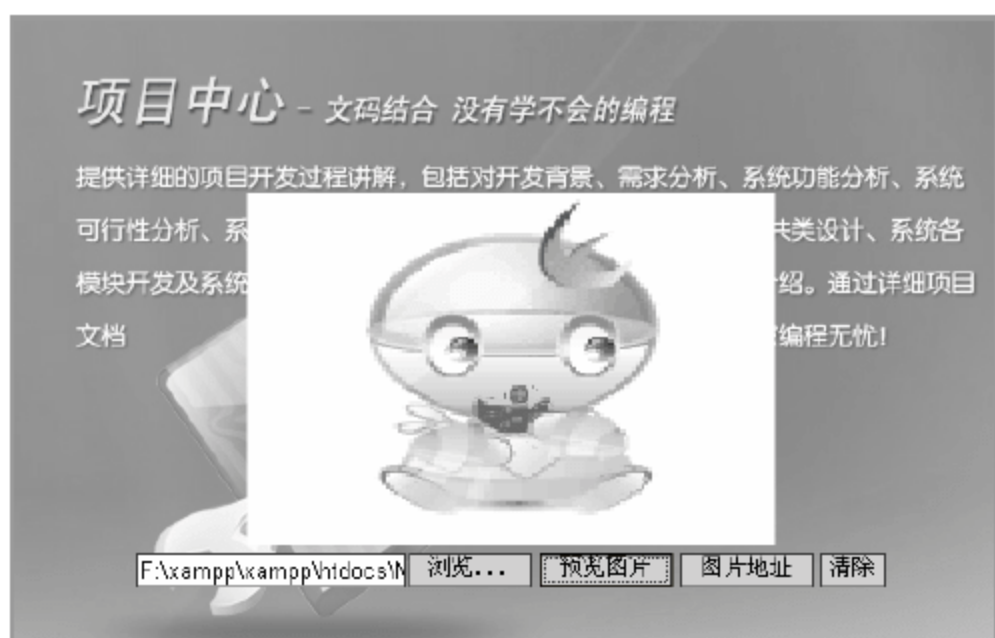 项目中心 - 文码结合 没有学不会的编程
提供详细的项目开发过程讲解，包括对开发背景、需求分析、系统功能分析、系统
可行性分析、系 类设计、系统各
模块开发及系统 绍。通过详细项目
文档 编程无忧!
F:\xampp\xampp\htdocs\ 浏览... 预览图片 图片地址 清除